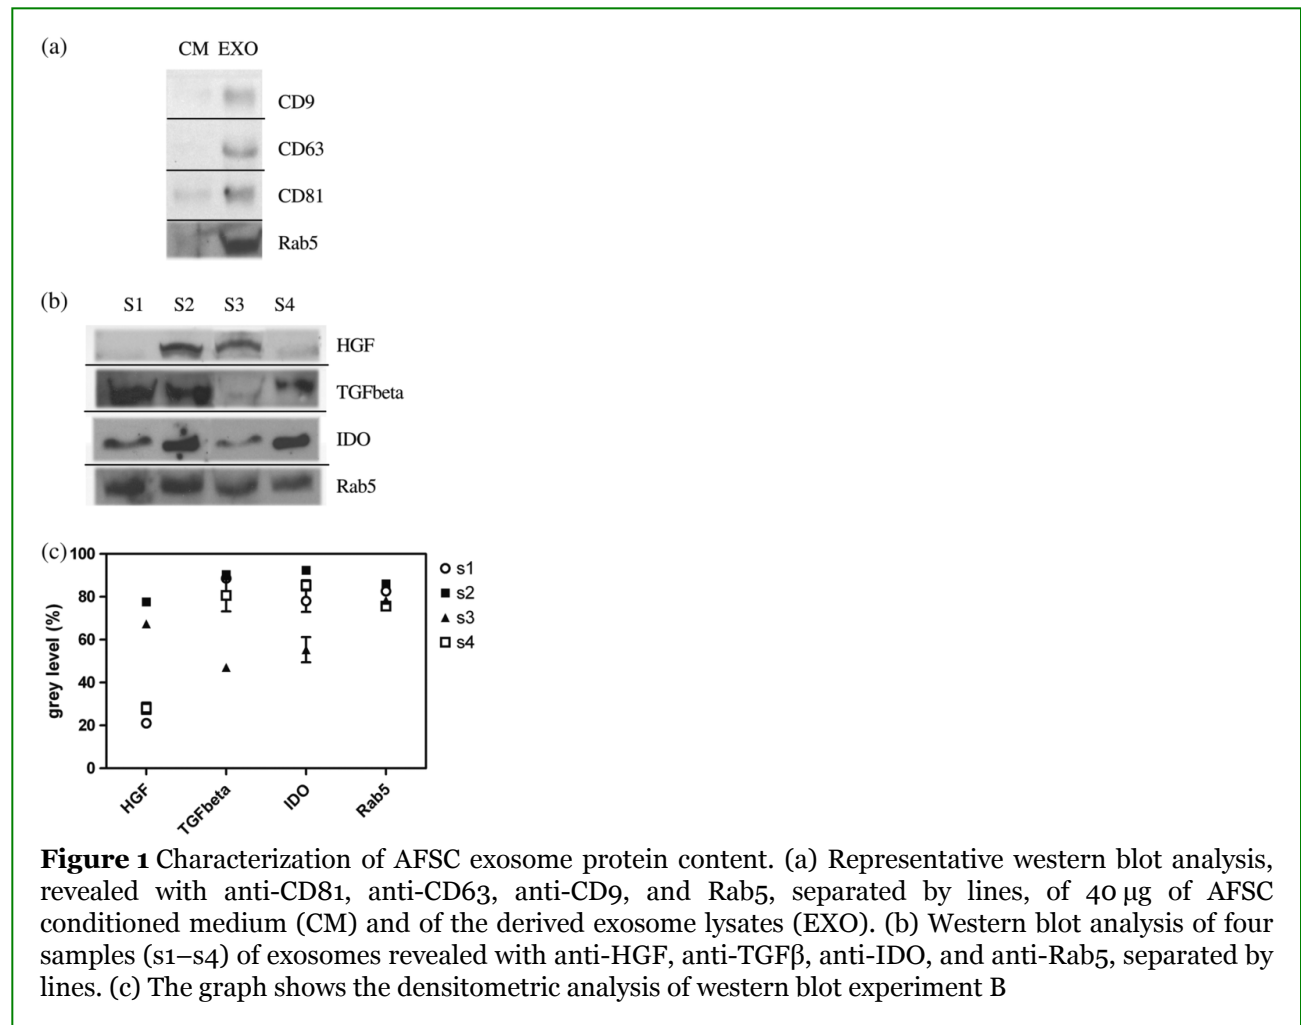 (a)
CM EXO
CD9
CD63
CD81
Rab5
(b)
S1 S2 S3 S4
HGF
TGFbeta
IDO
Rab5
(c)
100
80
60
40
20
0
grey level (%)
HGF
TGFbeta
IDO
Rab5
s1
s2
s3
s4
Figure 1 Characterization of AFSC exosome protein content. (a) Representative western blot analysis,
revealed with anti-CD81, anti-CD63, anti-CD9, and Rab5, separated by lines, of 40 µg of AFSC
conditioned medium (CM) and of the derived exosome lysates (EXO). (b) Western blot analysis of four
samples (s1–s4) of exosomes revealed with anti-HGF, anti-TGFβ, anti-IDO, and anti-Rab5, separated by
lines. (c) The graph shows the densitometric analysis of western blot experiment B